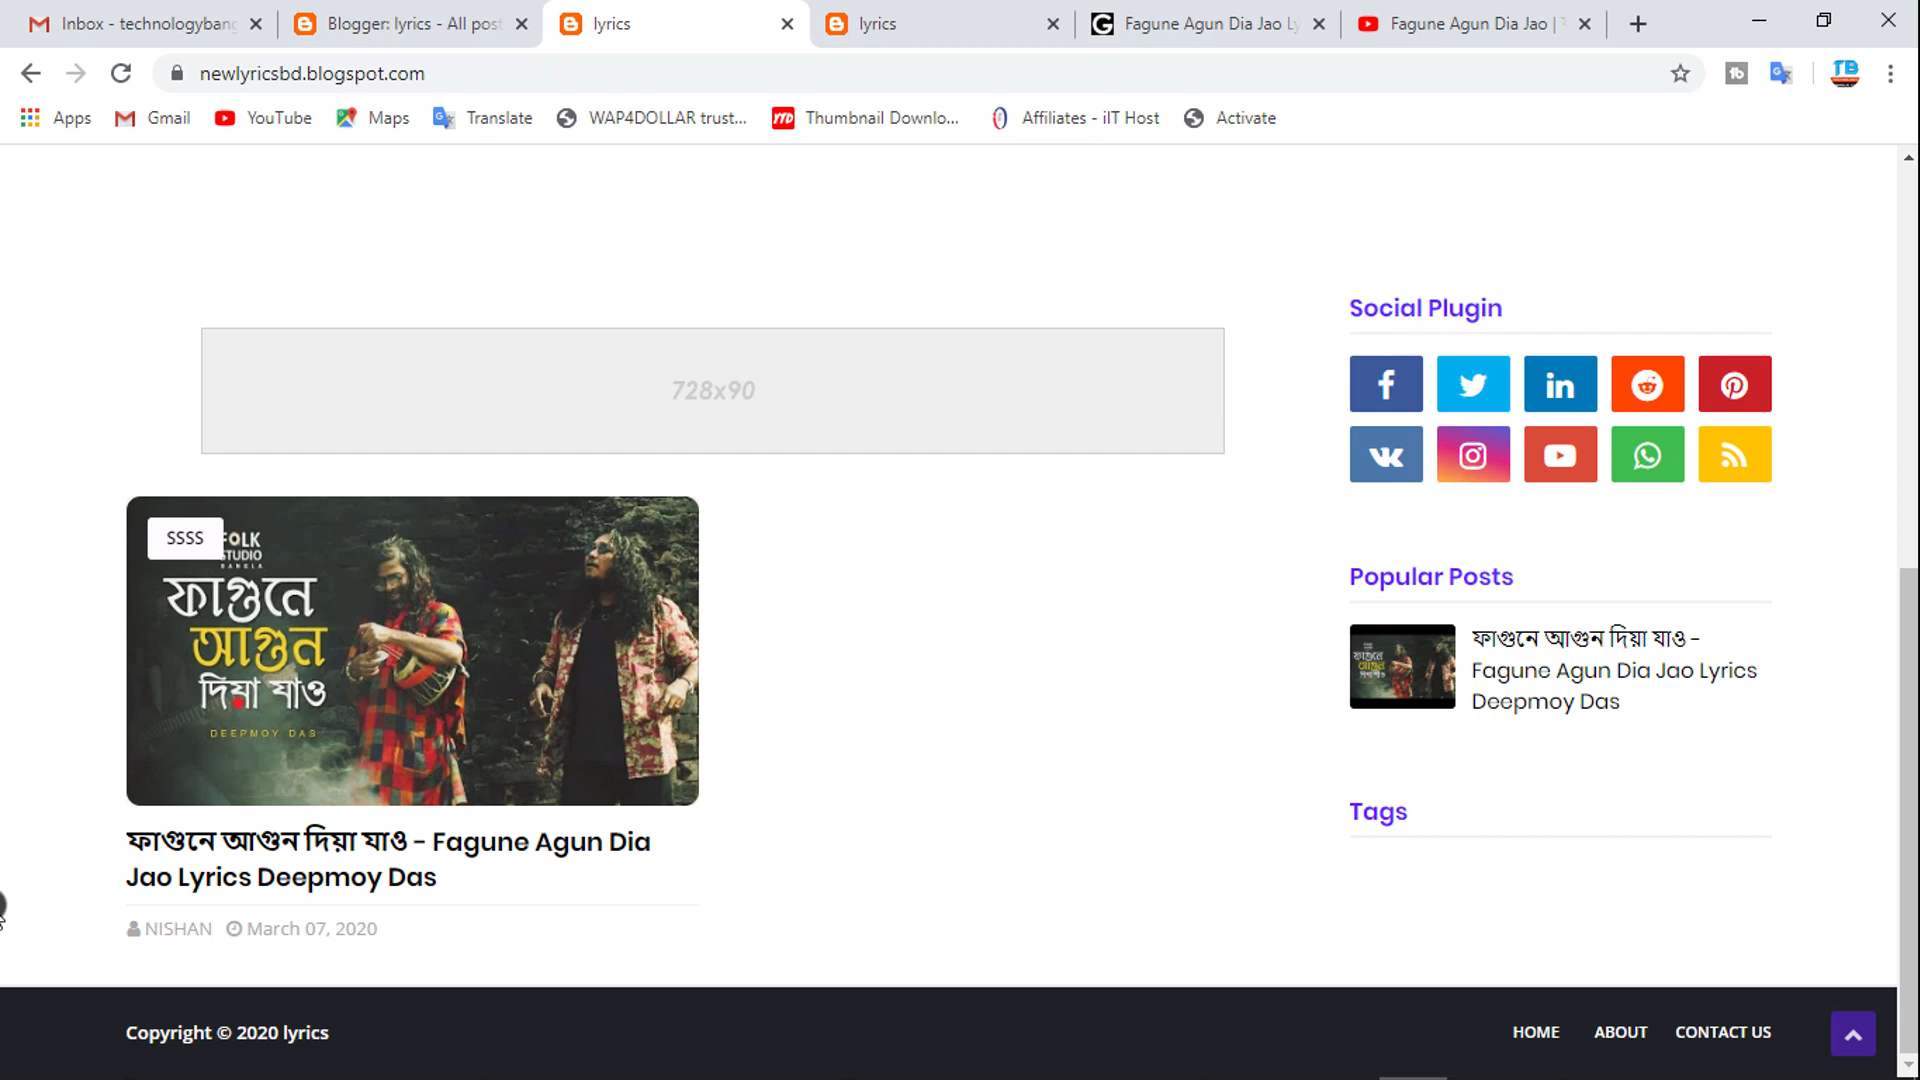 Inbox - technologybang
Blogger: lyrics - All post
lyrics
lyrics
Fagune Agun Dia Jao Ly
Fagune Agun Dia Jao |
newlyricsbd.blogspot.com
Apps
Gmail
YouTube
Maps
Translate
WAP4DOLLAR trust...
Thumbnail Downlo...
Affiliates - iIT Host
Activate
728x90
Social Plugin
SSSS
FOLK
STUDIO
BANGLA
ফাগুনে
আগুন
দিয়া যাও
DEEPMOY DAS
ফাগুনে আগুন দিয়া যাও - Fagune Agun Dia
Jao Lyrics Deepmoy Das
NISHAN March 07, 2020
Popular Posts
ফাগুনে আগুন দিয়া যাও -
Fagune Agun Dia Jao Lyrics
Deepmoy Das
Tags
Copyright © 2020 lyrics
HOME
ABOUT
CONTACT US